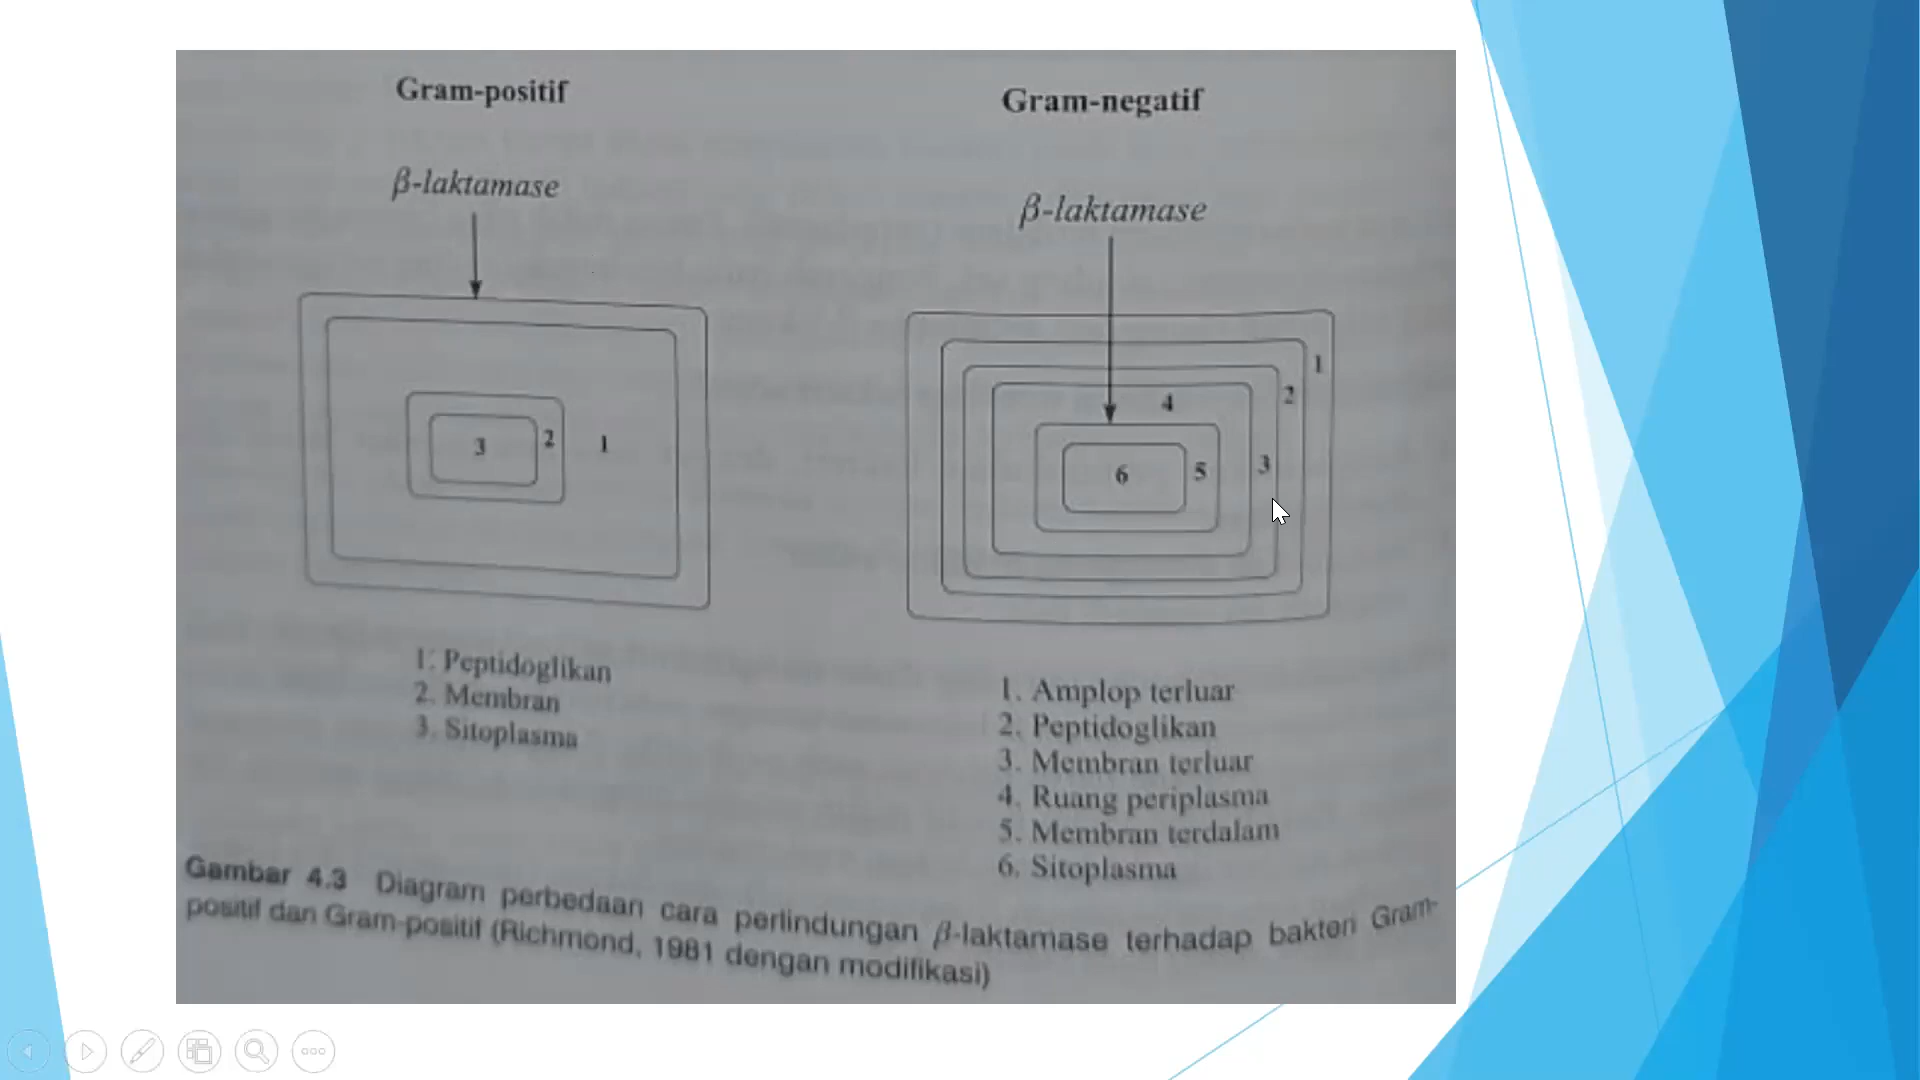 Gram-positif
β-laktamase
3
2
1
1. Peptidoglikan
2. Membran
3. Sitoplasma
Gram-negatif
β-laktamase
1
2
4
3
5
6
1. Amplop terluar
2. Peptidoglikan
3. Membran terluar
4. Ruang periplasma
5. Membran terdalam
6. Sitoplasma
Gambar 4.3 Diagram perbedaan cara perlindungan β-laktamase terhadap bakteri Gram-
positif dan Gram-positif (Richmond, 1981 dengan modifikasi)